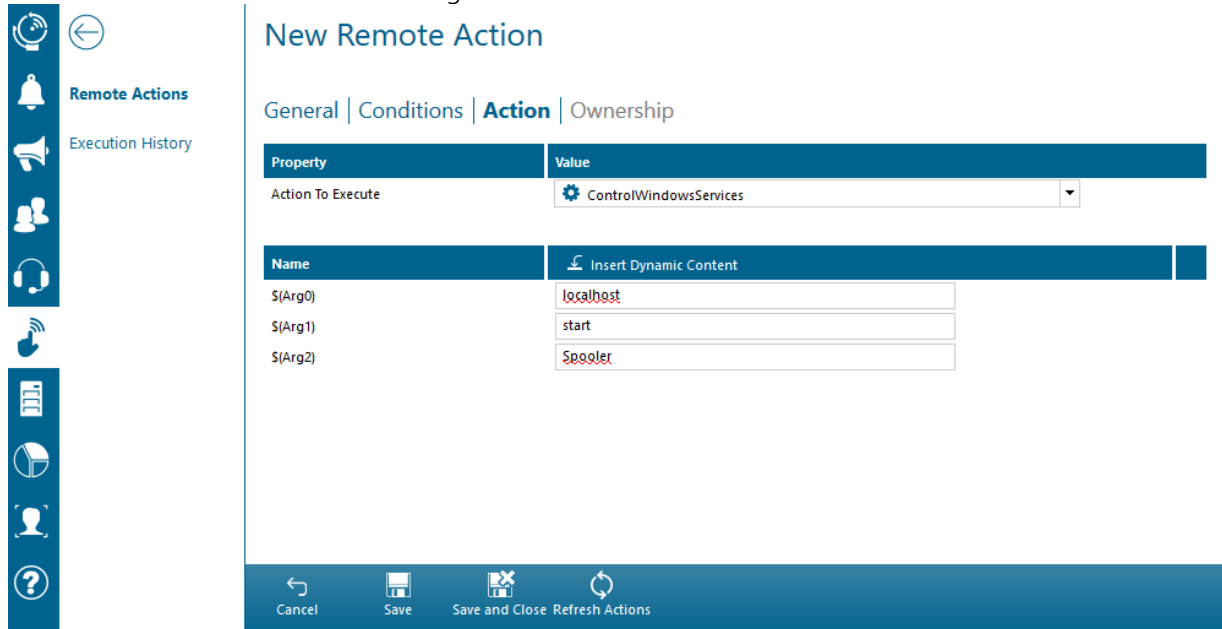 New Remote Action
Remote Actions
Execution History
General | Conditions | Action | Ownership
Property Value
Action To Execute ControlWindowsServices
Name Insert Dynamic Content
$(Arg0) localhost
$(Arg1) start
$(Arg2) Spooler
?
Cancel Save Save and Close Refresh Actions